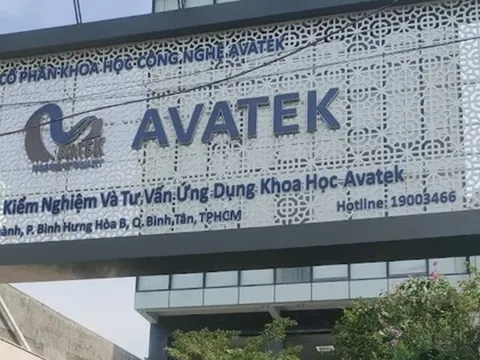 CỔ PHẦN KHOA HỌC CÔNG NGHỆ AVATEK
AVATEK
AVATEK
Kiểm Nghiệm Và Tư Vấn Ứng Dụng Khoa Học Avatek
Hotline: 19003466
P. Bình Hưng Hòa B, Q. Bình Tân, TPHCM